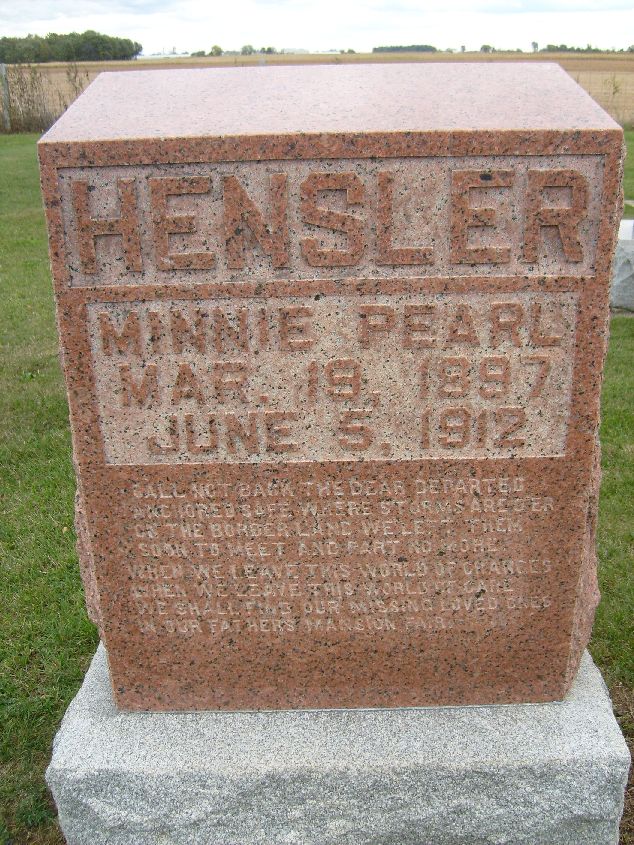 HENSLER
MINNIE PEARL
MAR. 19, 1897
JUNE 5, 1912
CALL NOT BACK THE DEAR DEPARTED
ANCHORED SAFE WHERE STORMS ARE O'ER
ON THE BORDER LAND WE LEFT THEM
SOON TO MEET AND PART NO MORE
WHEN WE LEAVE THIS WORLD OF CHANGES
WHEN WE LEAVE THIS WORLD OF CARE
WE SHALL FIND OUR MISSING LOVED ONES
IN OUR FATHERS MANSION FAIR